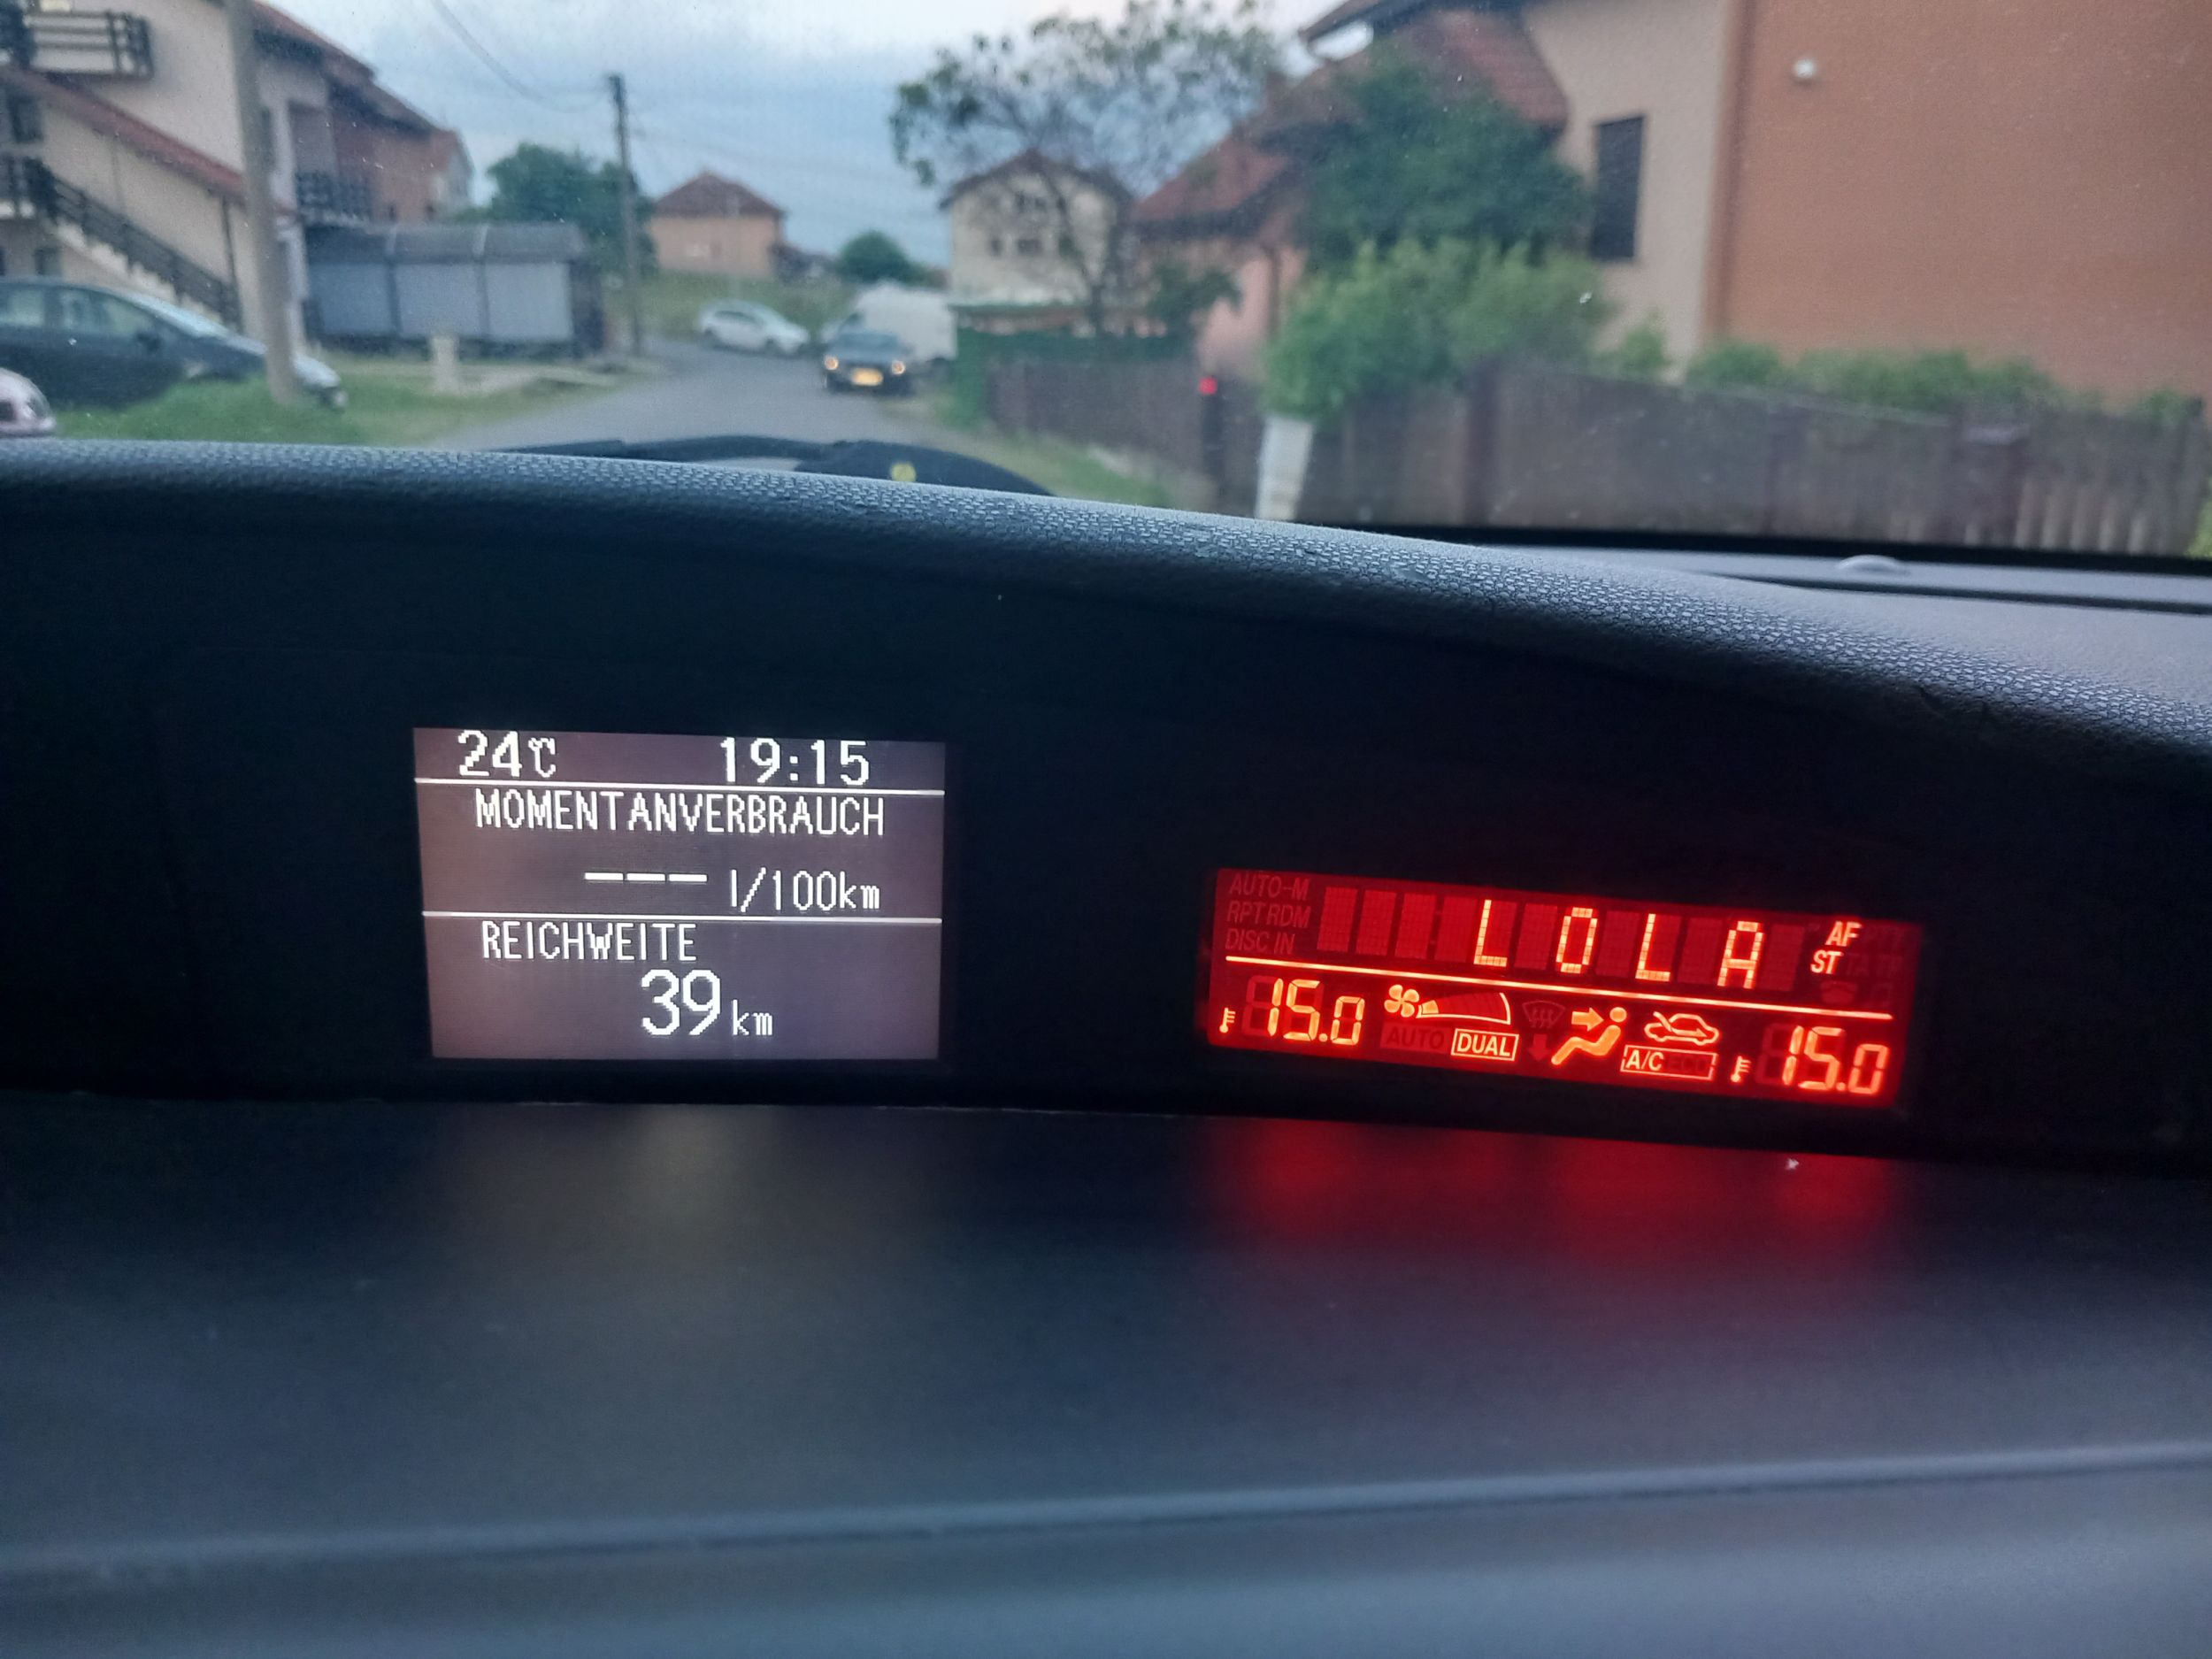 24℃ 19:15
MOMENTANVERBRAUCH
--- l/100km
REICHWEITE
39 km
AUTO-M
RPT RDM
DISC IN
LOLA
AF
ST
15.0 AUTO DUAL A/C ECO 15.0